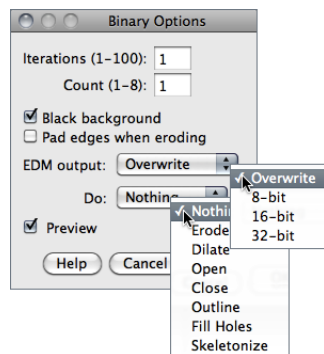 Binary Options
Iterations (1-100): 1
Count (1-8): 1
Black background
Pad edges when eroding
EDM output: Overwrite
Overwrite
8-bit
16-bit
32-bit
Do: Nothing
Erode
Dilate
Open
Close
Outline
Fill Holes
Skeletonize
Preview
Help
Cancel